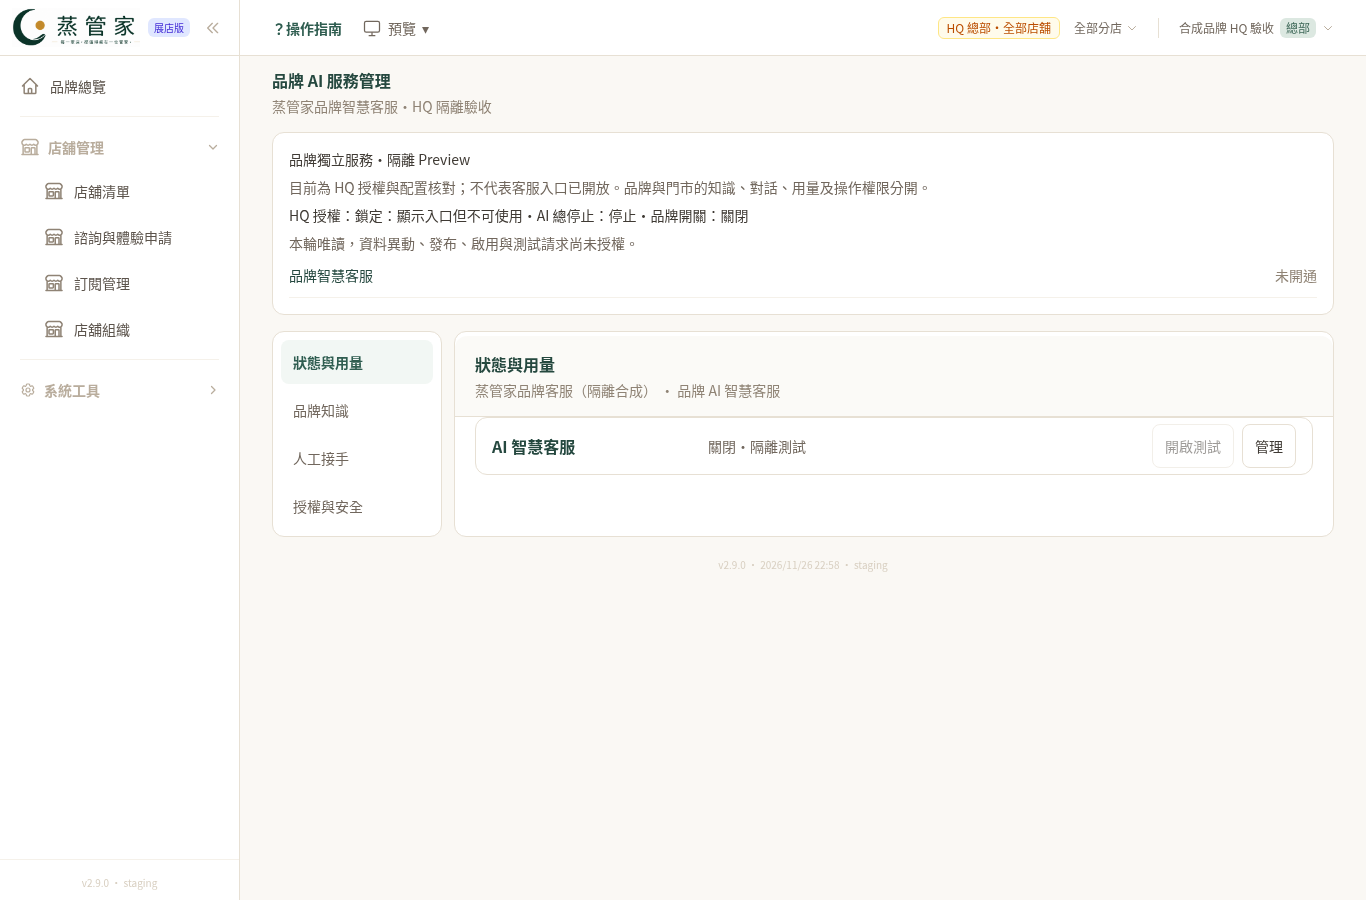 蒸管家
展店版
?操作指南
預覽 ▾
HQ 總部・全部店舖
全部分店
合成品牌 HQ 驗收
總部
品牌總覽
店舖管理
店舖清單
諮詢與體驗申請
訂閱管理
店舖組織
系統工具
v2.9.0 ・ staging
品牌 AI 服務管理
蒸管家品牌智慧客服・HQ 隔離驗收
品牌獨立服務・隔離 Preview
目前為 HQ 授權與配置核對；不代表客服入口已開放。品牌與門市的知識、對話、用量及操作權限分開。
HQ 授權：鎖定：顯示入口但不可使用・AI 總停止：停止・品牌開關：關閉
本輪唯讀，資料異動、發布、啟用與測試請求尚未授權。
品牌智慧客服
未開通
狀態與用量
品牌知識
人工接手
授權與安全
狀態與用量
蒸管家品牌客服（隔離合成） ・ 品牌 AI 智慧客服
AI 智慧客服
關閉・隔離測試
開啟測試
管理
v2.9.0 ・ 2026/11/26 22:58 ・ staging